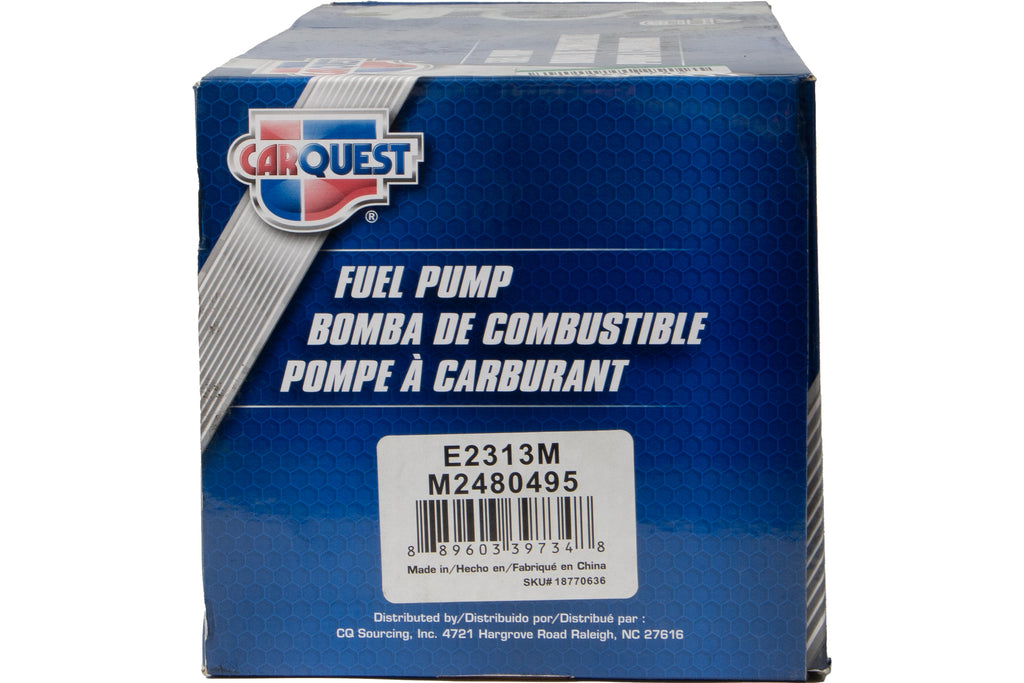 CARQUEST
®
FUEL PUMP
BOMBA DE COMBUSTIBLE
POMPE À CARBURANT
E2313M
M2480495
8 89603 39734 8
Made in/Hecho en/Fabriqué en China
SKU# 18770636
Distributed by/Distribuido por/Distribué par :
CQ Sourcing, Inc. 4721 Hargrove Road Raleigh, NC 27616